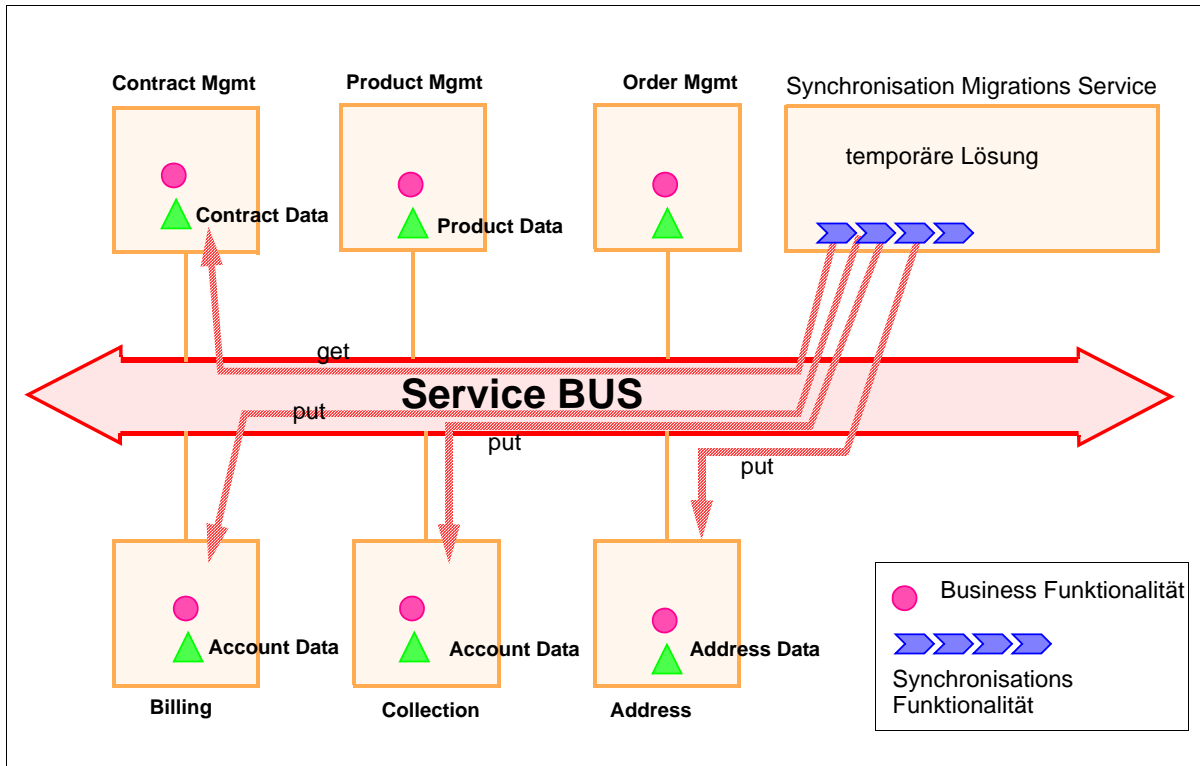 Contract Mgmt
Product Mgmt
Order Mgmt
Synchronisation Migrations Service
temporäre Lösung
Contract Data
Product Data
get
Service BUS
put
put
put
Account Data
Account Data
Address Data
Billing
Collection
Address
Business Funktionalität
Synchronisations
Funktionalität